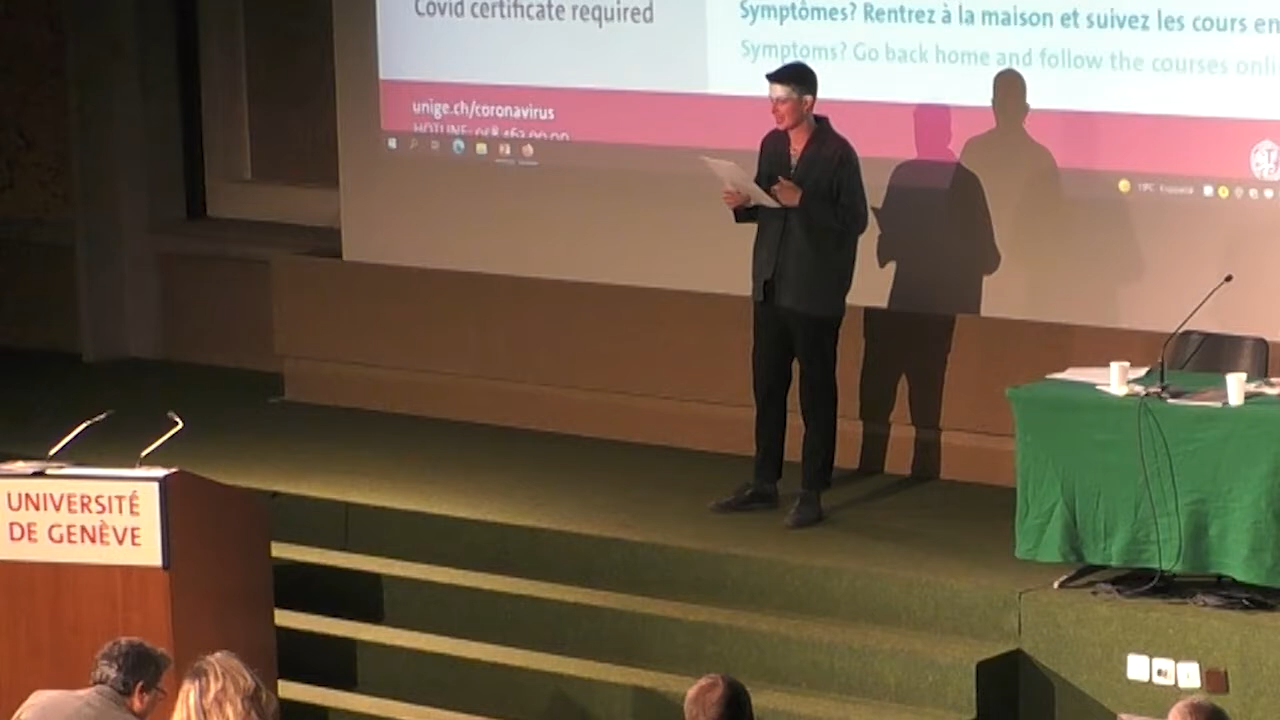 Covid certificate required
Symptômes? Rentrez à la maison et suivez les cours en
Symptoms? Go back home and follow the courses onli
unige.ch/coronavirus
HOTLINE:
UNIVERSITÉ
DE GENÈVE